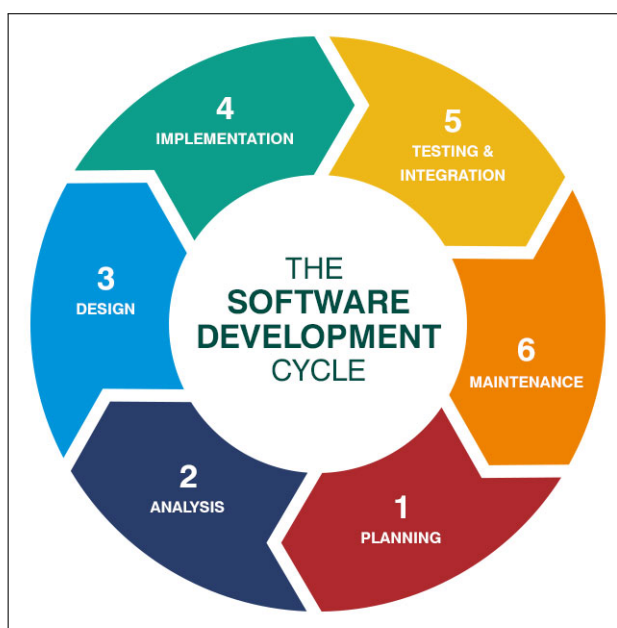 THE
SOFTWARE
DEVELOPMENT
CYCLE
1
PLANNING
2
ANALYSIS
3
DESIGN
4
IMPLEMENTATION
5
TESTING &
INTEGRATION
6
MAINTENANCE